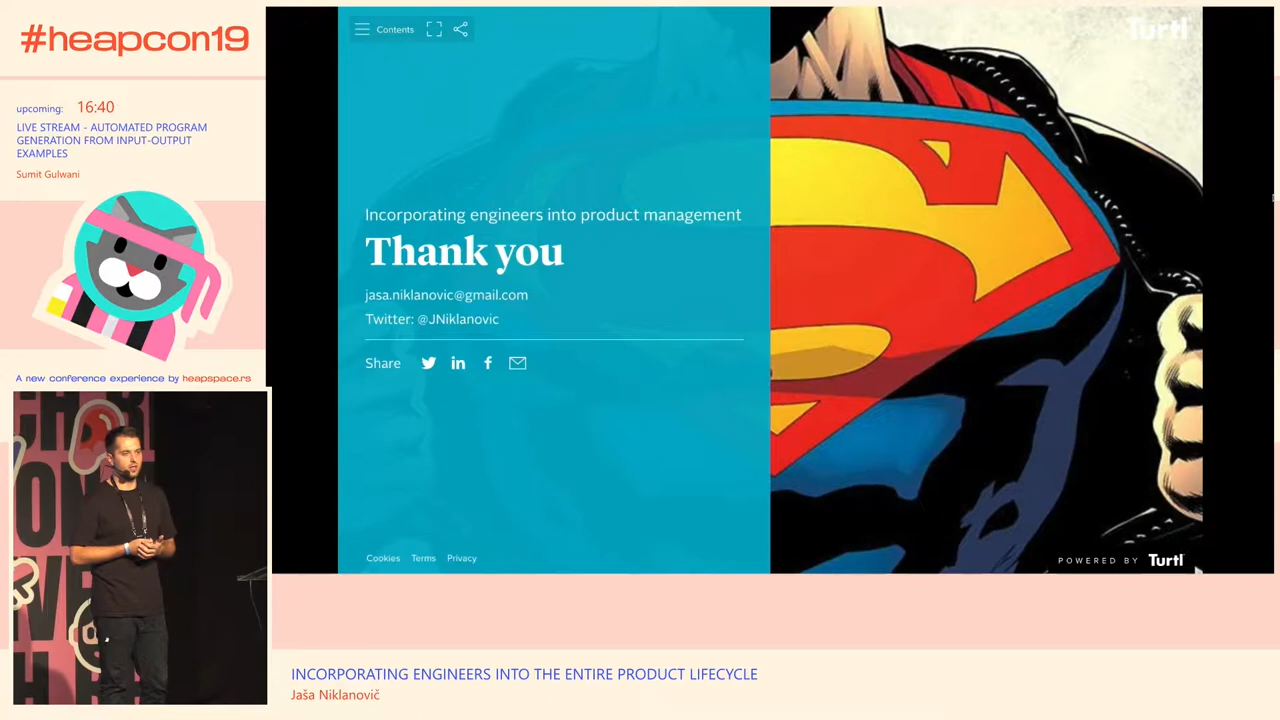 #heapcon19
upcoming: 16:40
LIVE STREAM - AUTOMATED PROGRAM
GENERATION FROM INPUT-OUTPUT
EXAMPLES
Sumit Gulwani
A new conference experience by heapspace.rs
Contents
Turtl
Incorporating engineers into product management
Thank you
jasa.niklanovic@gmail.com
Twitter: @JNiklanovic
Share
Cookies Terms Privacy
POWERED BY Turtl
INCORPORATING ENGINEERS INTO THE ENTIRE PRODUCT LIFECYCLE
Jaša Niklanovič